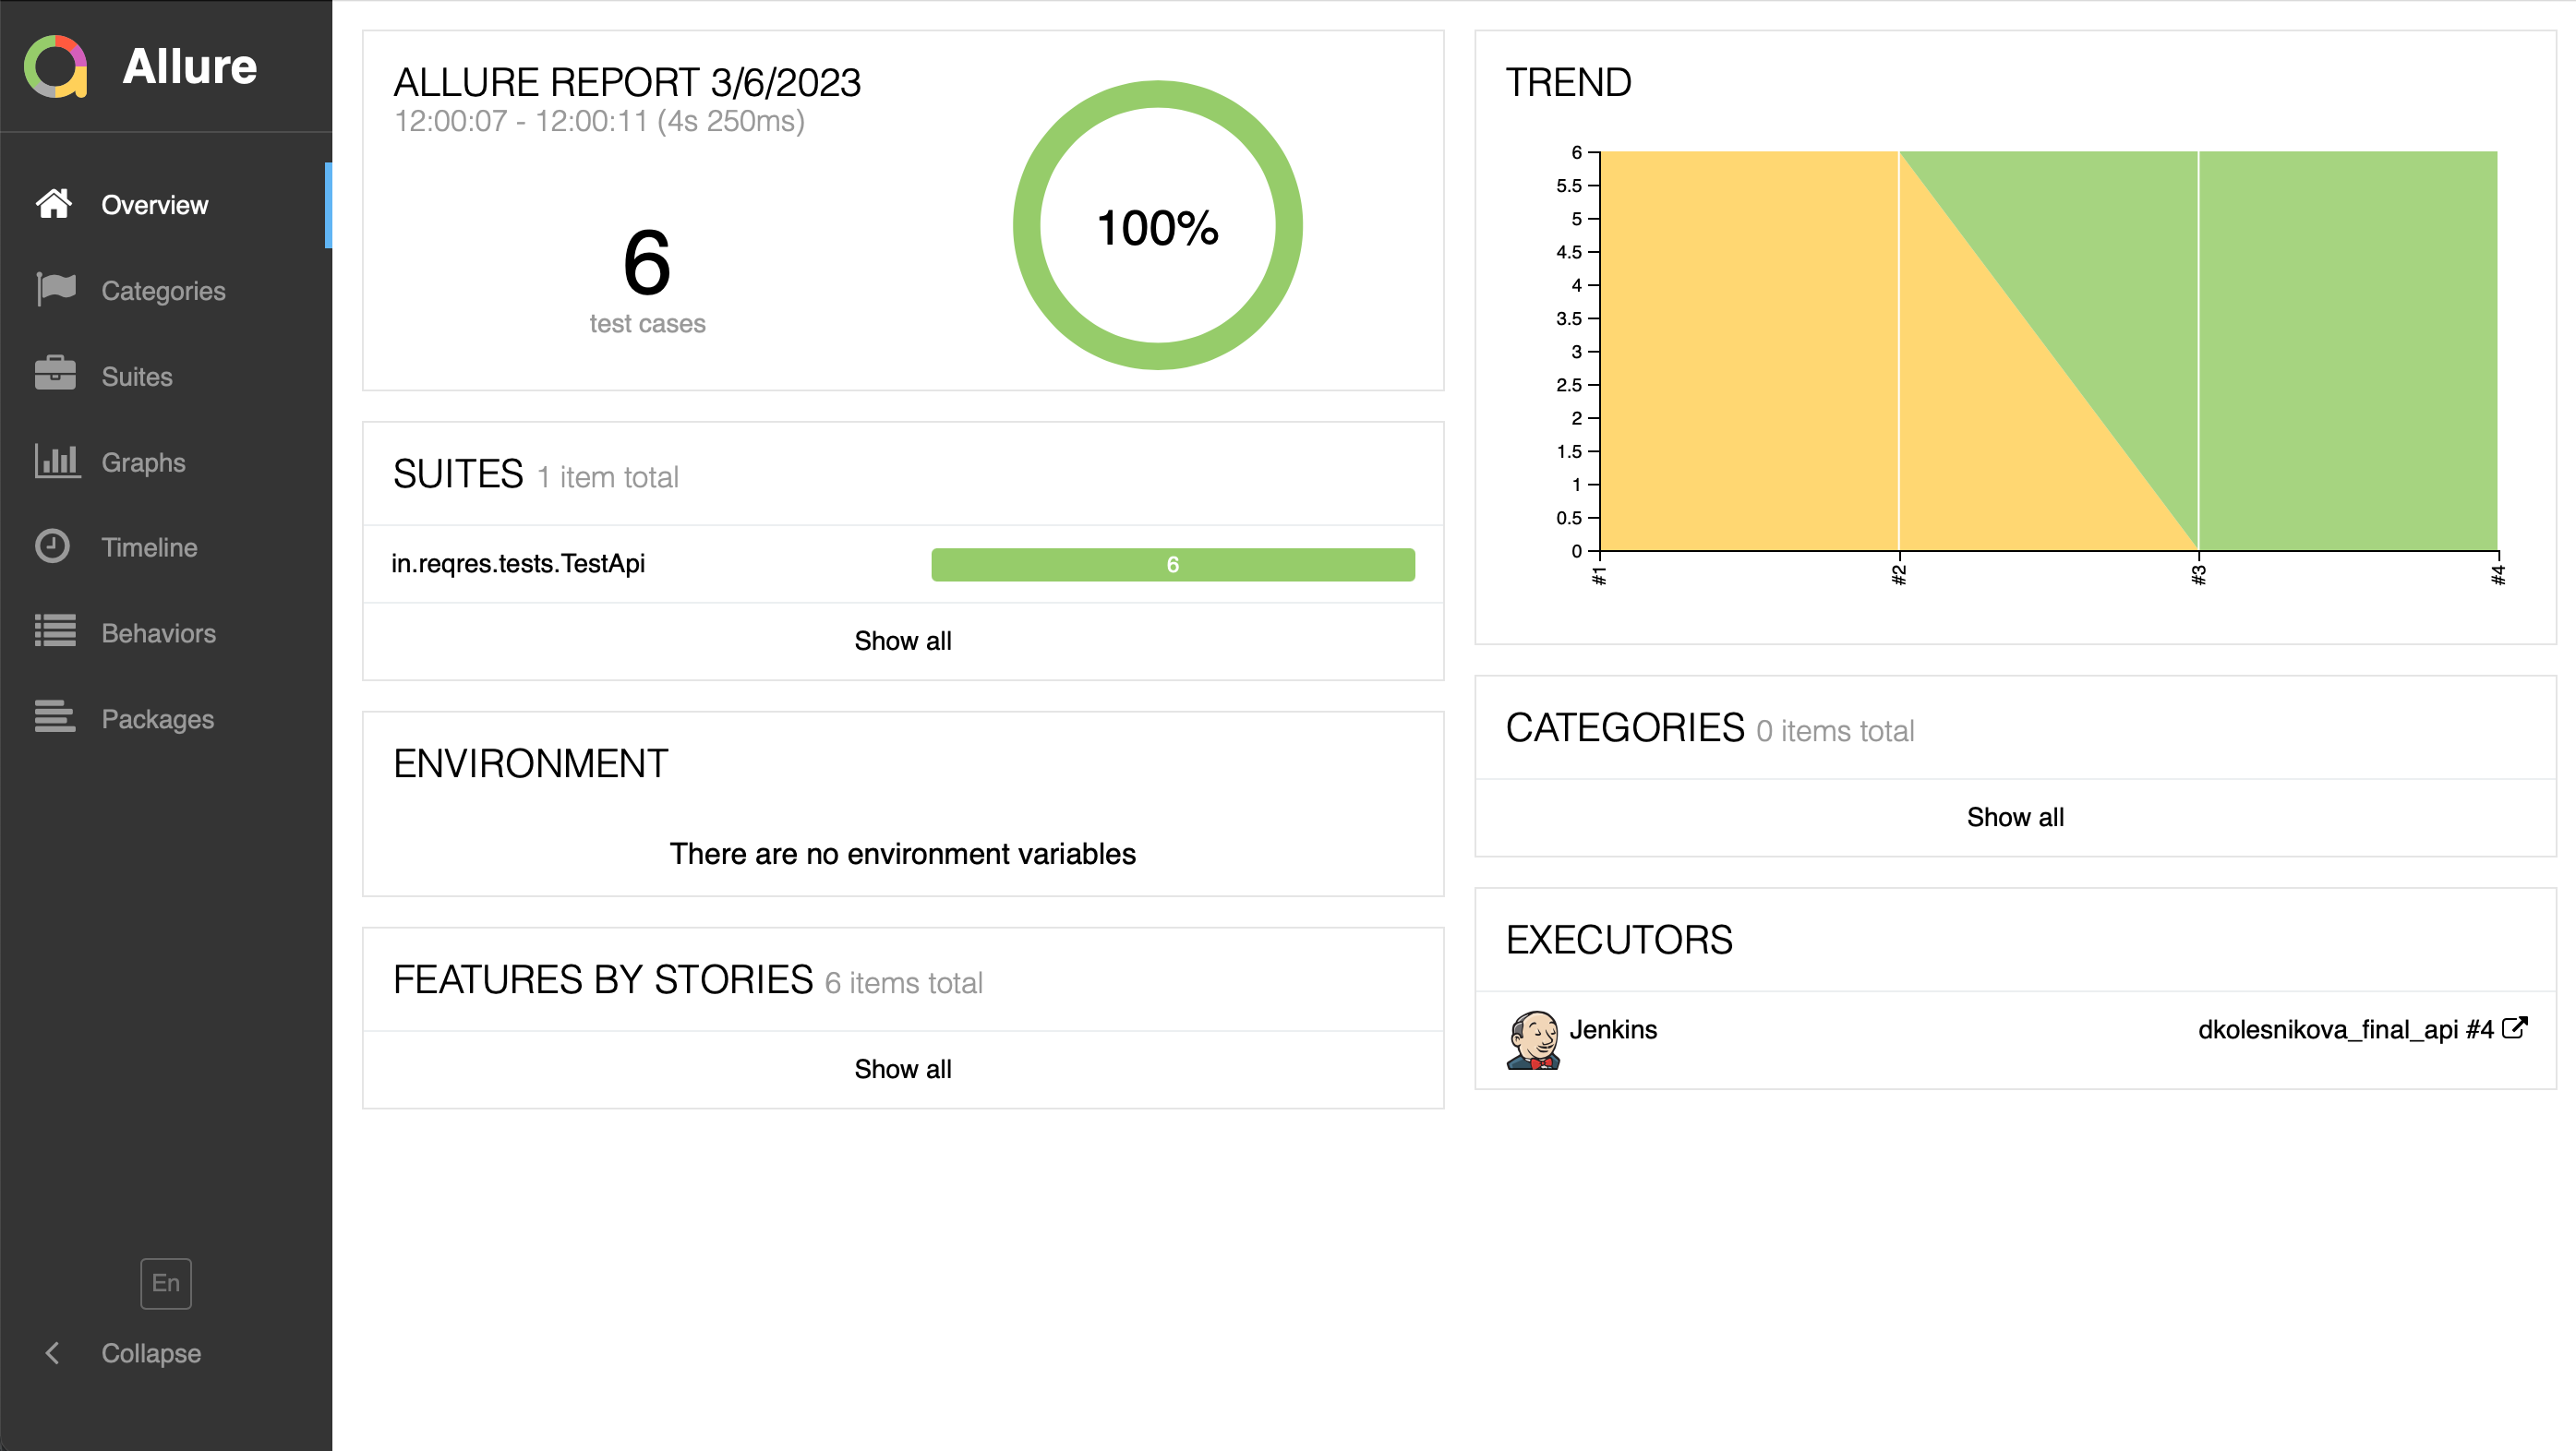 Allure
Overview
Categories
Suites
Graphs
Timeline
Behaviors
Packages
En
Collapse
ALLURE REPORT 3/6/2023
12:00:07 - 12:00:11 (4s 250ms)
6
test cases
100%
SUITES 1 item total
in.reqres.tests.TestApi 6
Show all
ENVIRONMENT
There are no environment variables
FEATURES BY STORIES 6 items total
Show all
TREND
6
5.5
5
4.5
4
3.5
3
2.5
2
1.5
1
0.5
0
#1 #2 #3 #4
CATEGORIES 0 items total
Show all
EXECUTORS
Jenkins dkolesnikova_final_api #4